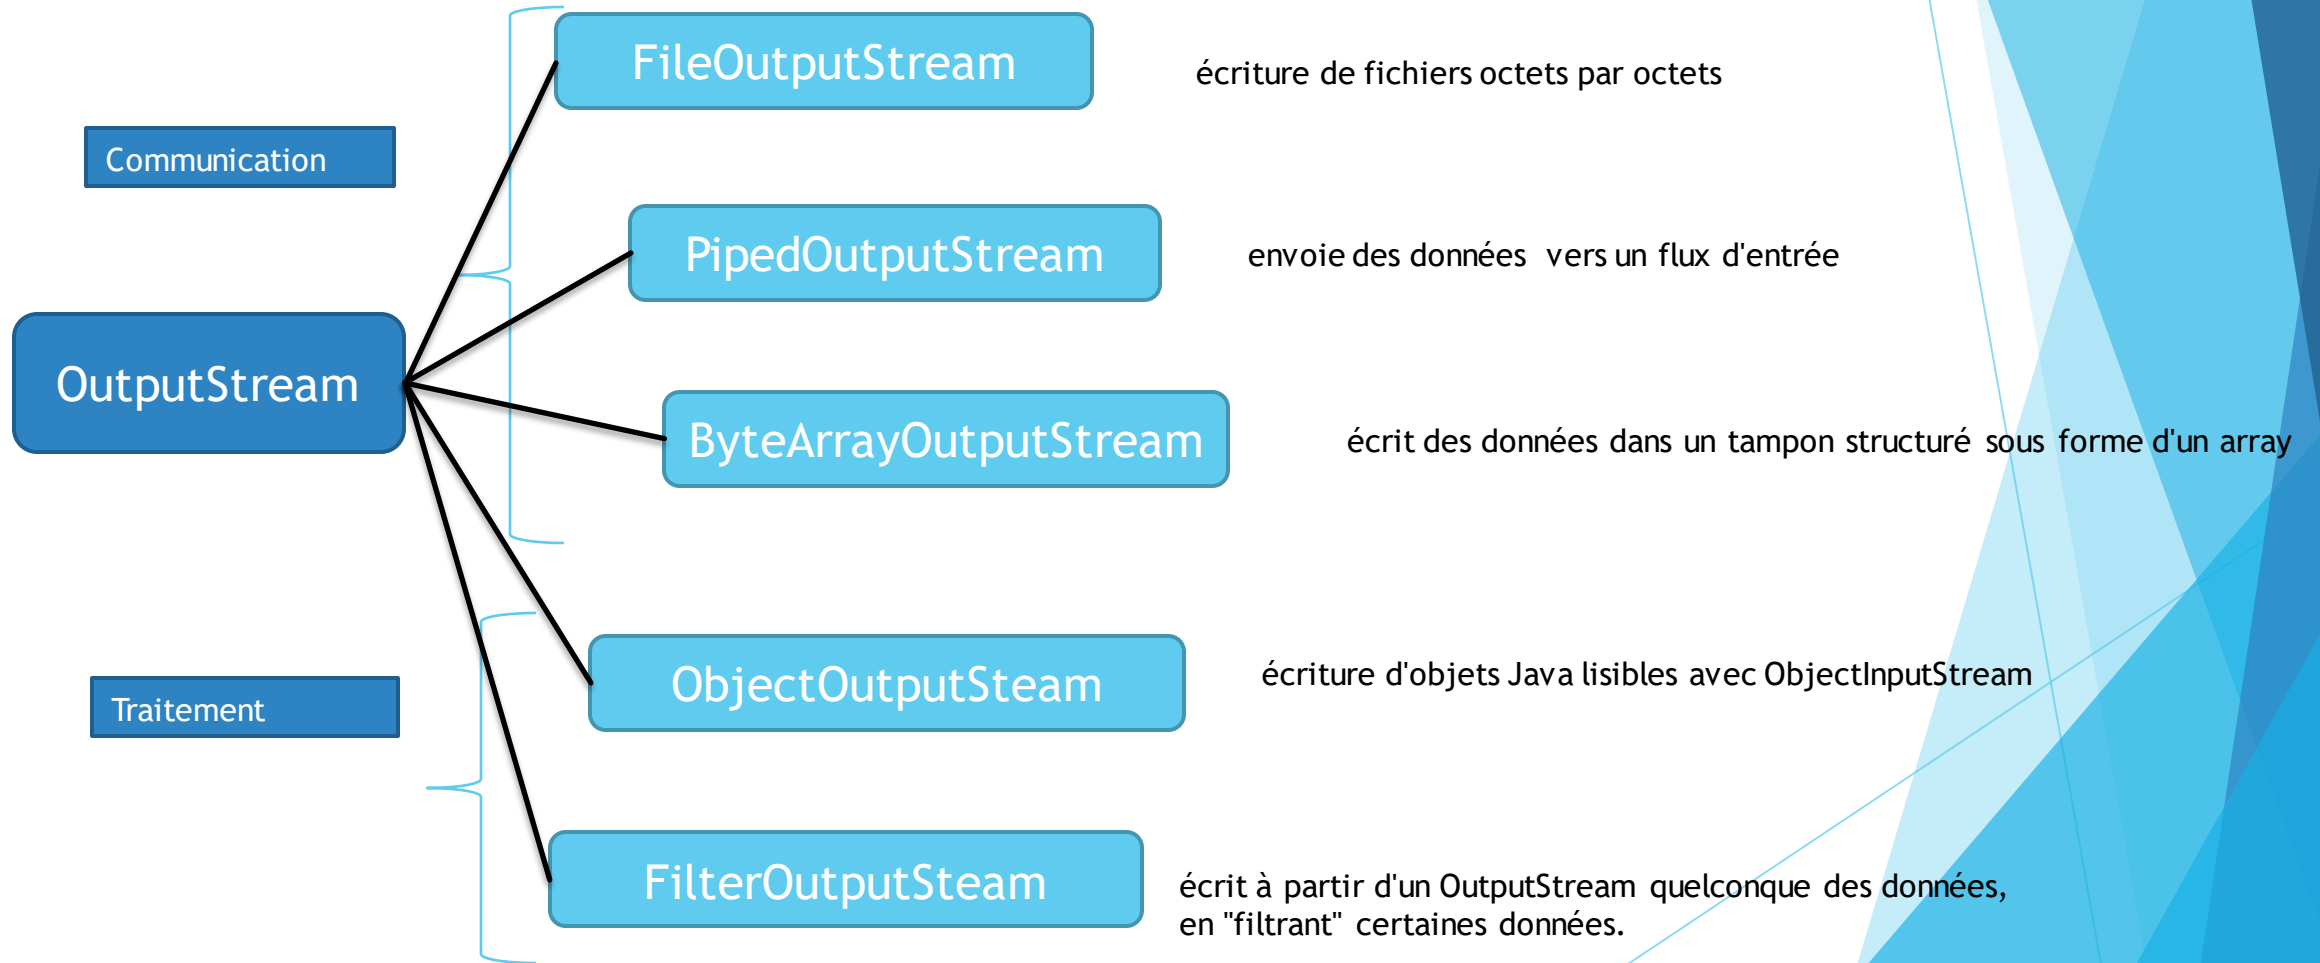 FileOutputStream
écriture de fichiers octets par octets
Communication
PipedOutputStream
envoie des données vers un flux d'entrée
OutputStream
ByteArrayOutputStream
écrit des données dans un tampon structuré sous forme d'un array
ObjectOutputSteam
écriture d'objets Java lisibles avec ObjectInputStream
Traitement
FilterOutputSteam
écrit à partir d'un OutputStream quelconque des données,
en "filtrant" certaines données.